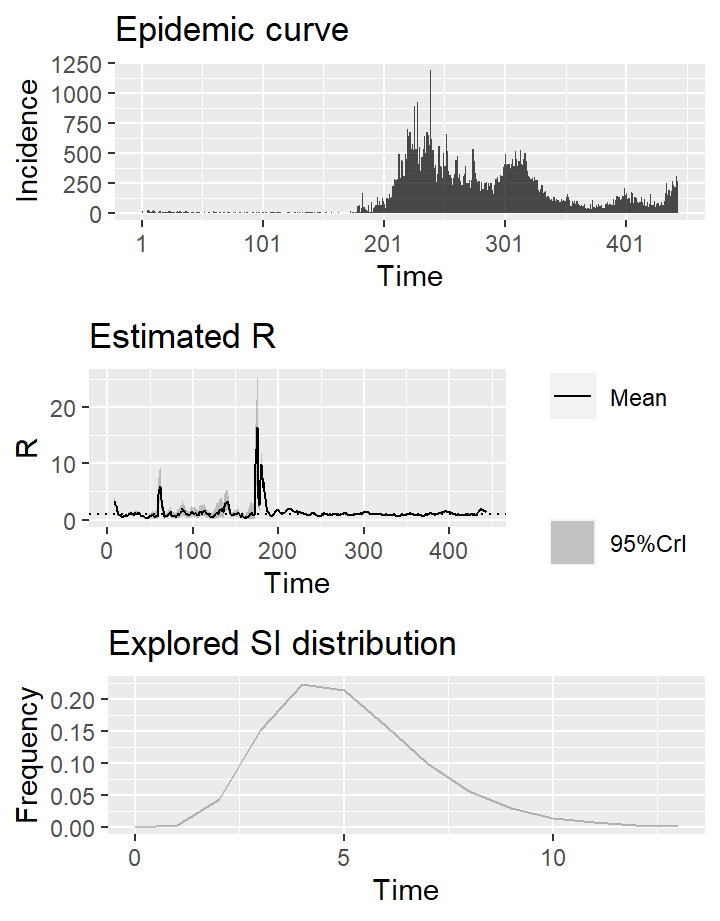 Epidemic curve
1250
1000
750
500
250
0
Incidence
1 101 201 301 401
Time
Estimated R
20
10
0
R
0 100 200 300 400
Time
Mean
95%CrI
Explored SI distribution
0.20
0.15
0.10
0.05
0.00
Frequency
0 5 10
Time